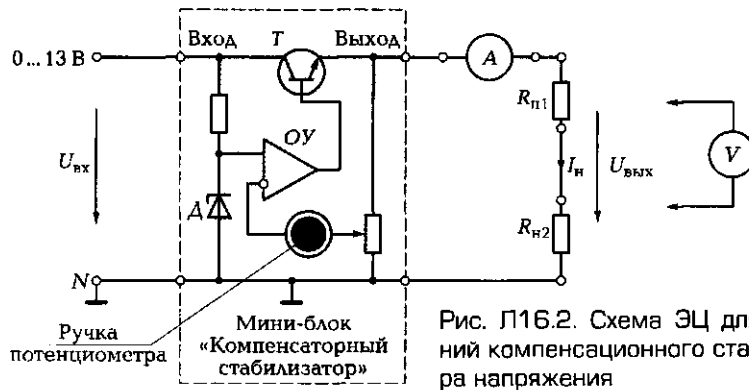 Вход
T
Выход
0... 13 В
A
Rп1
ОУ
Uвх
Iн
Uвых
V
Д
Rн2
N
Ручка
потенциометра
Мини-блок
«Компенсаторный
стабилизатор»
Рис. Л16.2. Схема ЭЦ дл
ний компенсационного ста
ра напряжения